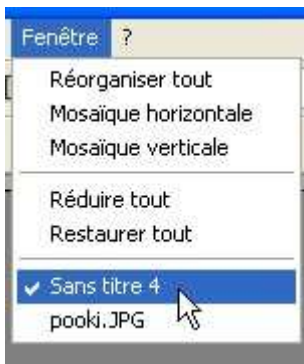 Fenêtre ?
Réorganiser tout
Mosaïque horizontale
Mosaïque verticale
Réduire tout
Restaurer tout
Sans titre 4
pooki.JPG